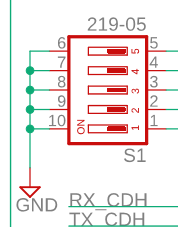 219-05
6 5 5
7 4 4
8 3 3
9 2 2
10 ON 1 1
S1
GND
RX_CDH
TX_CDH